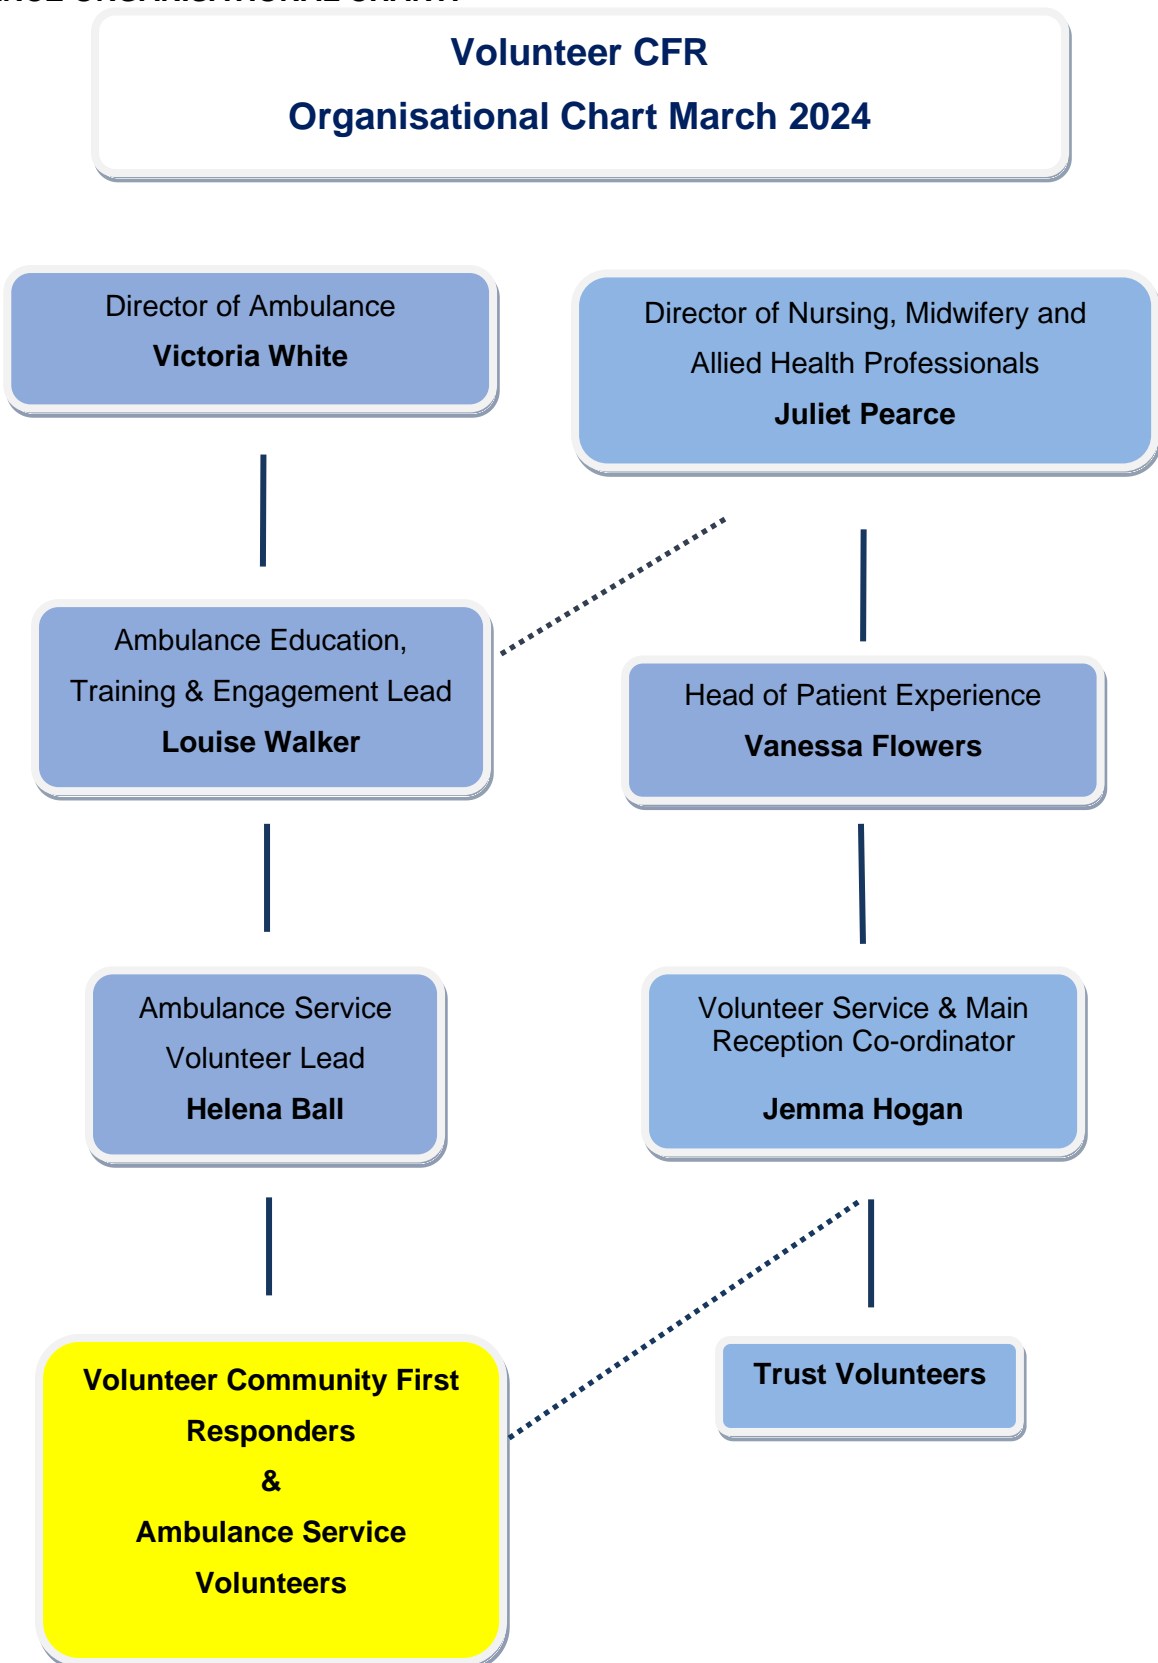 Volunteer CFR
Organisational Chart March 2024
Director of Ambulance
Victoria White
Director of Nursing, Midwifery and
Allied Health Professionals
Juliet Pearce
Ambulance Education,
Training & Engagement Lead
Louise Walker
Head of Patient Experience
Vanessa Flowers
Ambulance Service
Volunteer Lead
Helena Ball
Volunteer Service & Main
Reception Co-ordinator
Jemma Hogan
Volunteer Community First
Responders
&
Ambulance Service
Volunteers
Trust Volunteers